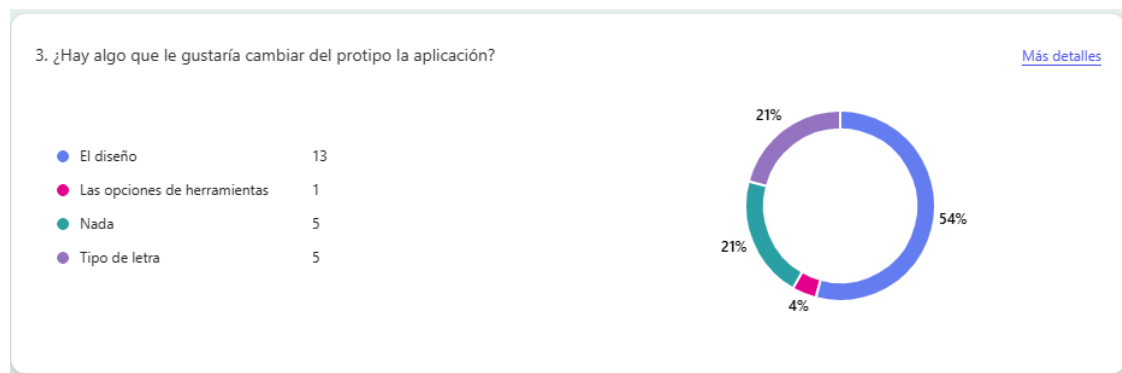 3. ¿Hay algo que le gustaría cambiar del protipo la aplicación?
Más detalles
El diseño 13
Las opciones de herramientas 1
Nada 5
Tipo de letra 5
21%
54%
21%
4%